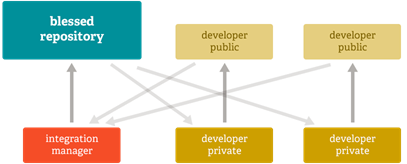 blessed
repository
developer
public
developer
public
integration
manager
developer
private
developer
private